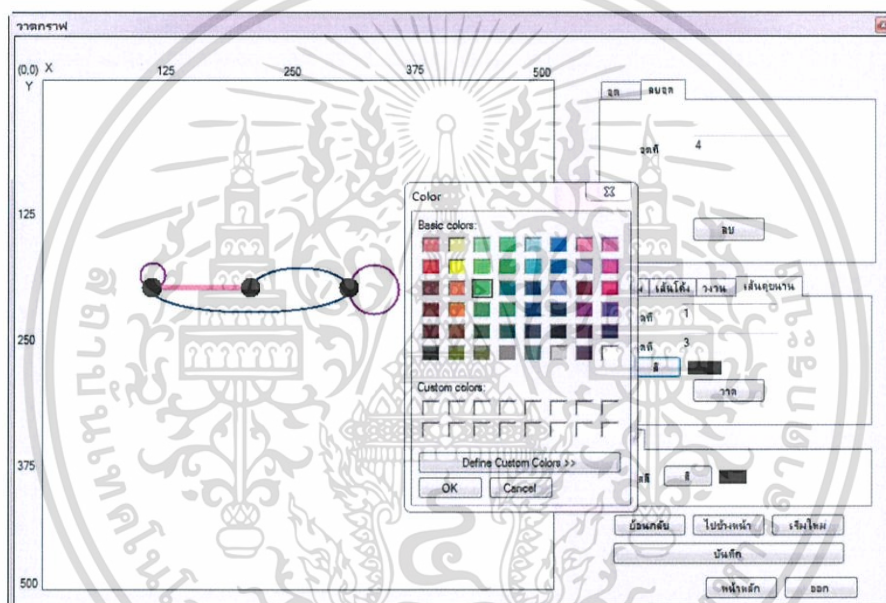 วาดกราฟ
(0,0) X 125 250 375 500
Y
125
250
375
500
จุด ลบจุด
จุดที่ 4
ลบ
เส้นโค้ง วงวน เส้นคู่ขนาน
1
3
สี
วาด
สี
ย้อนกลับ ไปข้างหน้า เริ่มใหม่
บันทึก
หน้าหลัก ออก
Color
Basic colors:
Custom colors:
Define Custom Colors >>
OK Cancel